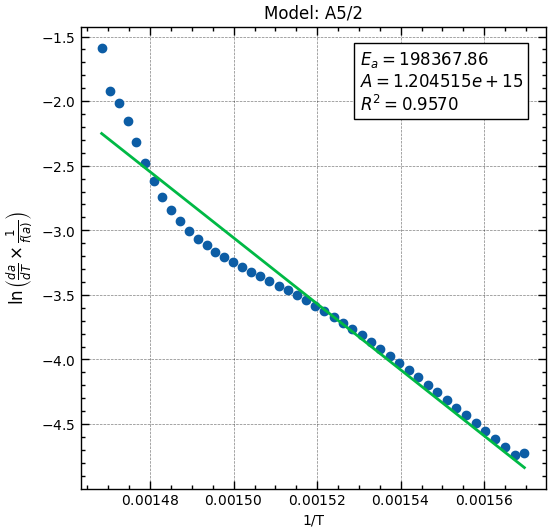 Model: A5/2
E_a = 198367.86
A = 1.204515e + 15
R² = 0.9570
ln(da/dT × 1/f(a))
−1.5
−2.0
−2.5
−3.0
−3.5
−4.0
−4.5
0.00148 0.00150 0.00152 0.00154 0.00156
1/T